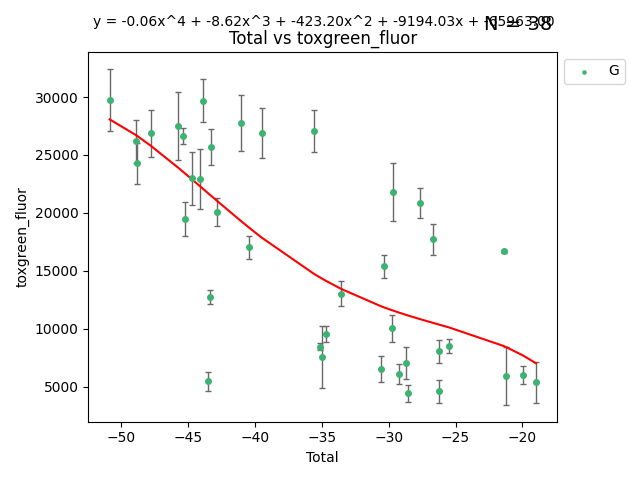 y = -0.06x^4 + -8.62x^3 + -423.20x^2 + -9194.03x +
N = 38
Total vs toxgreen_fluor
G
toxgreen_fluor
30000
25000
20000
15000
10000
5000
−50
−45
−40
−35
−30
−25
−20
Total